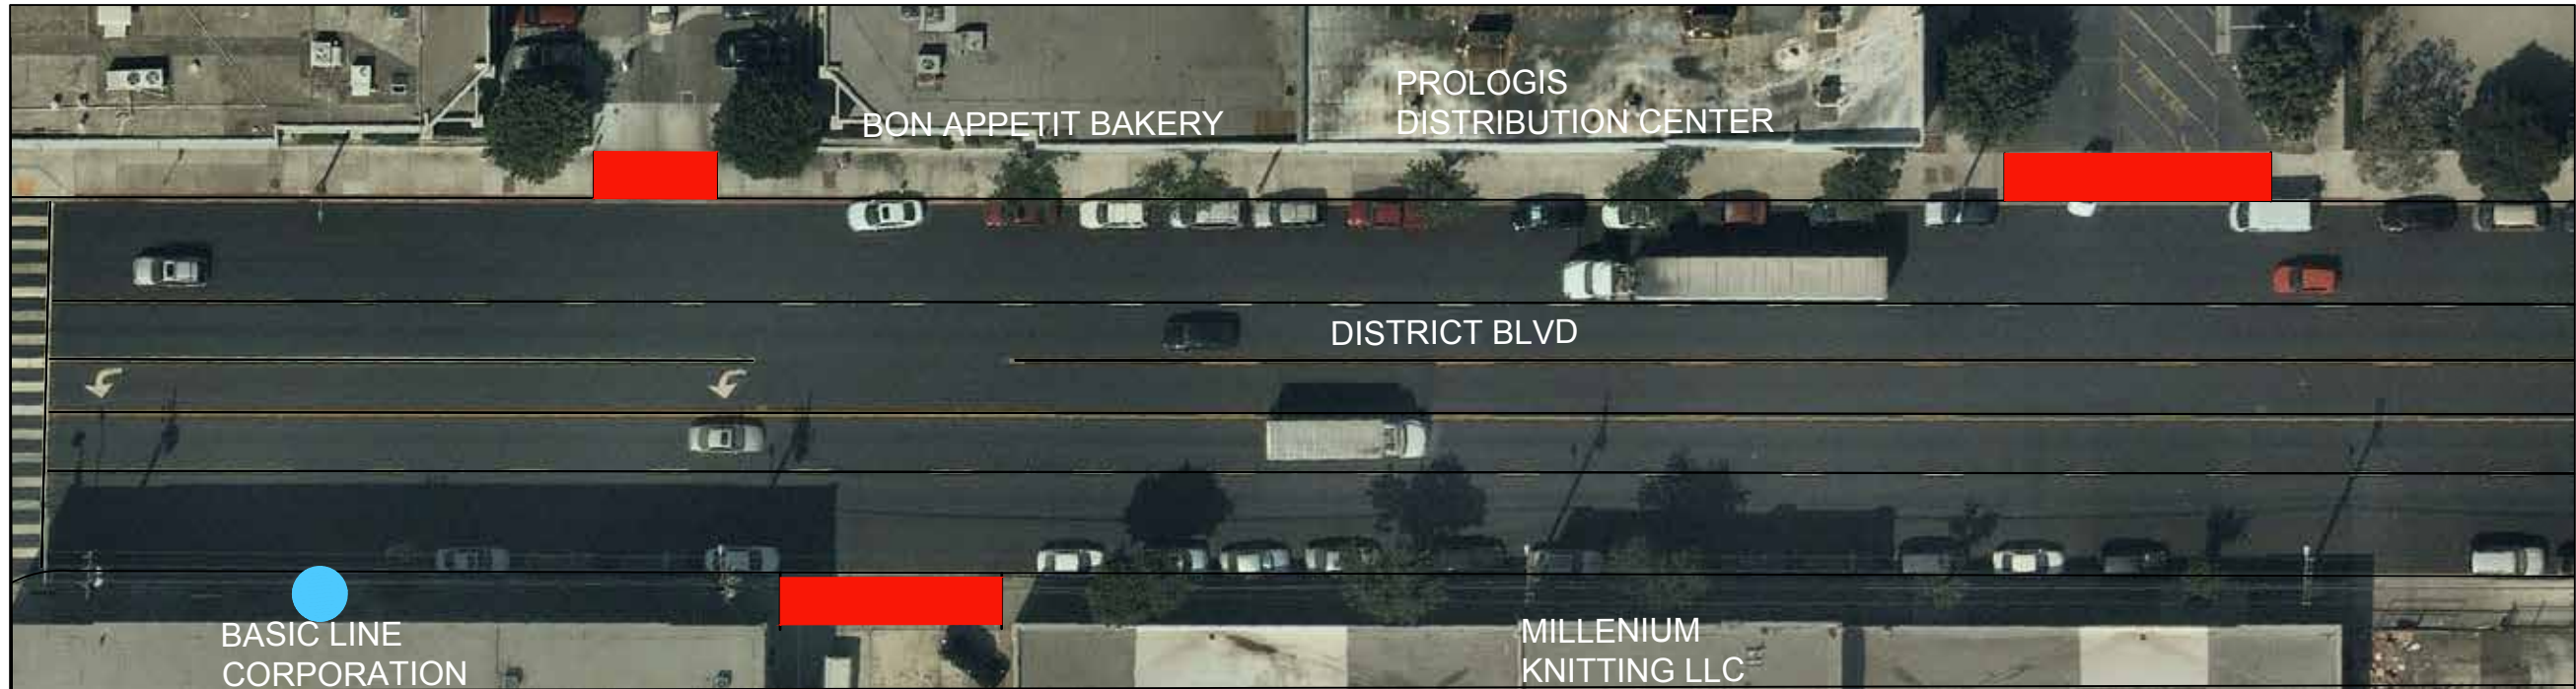 PROLOGIS
DISTRIBUTION CENTER
BON APPETIT BAKERY
DISTRICT BLVD
BASIC LINE
CORPORATION
MILLENIUM
KNITTING LLC